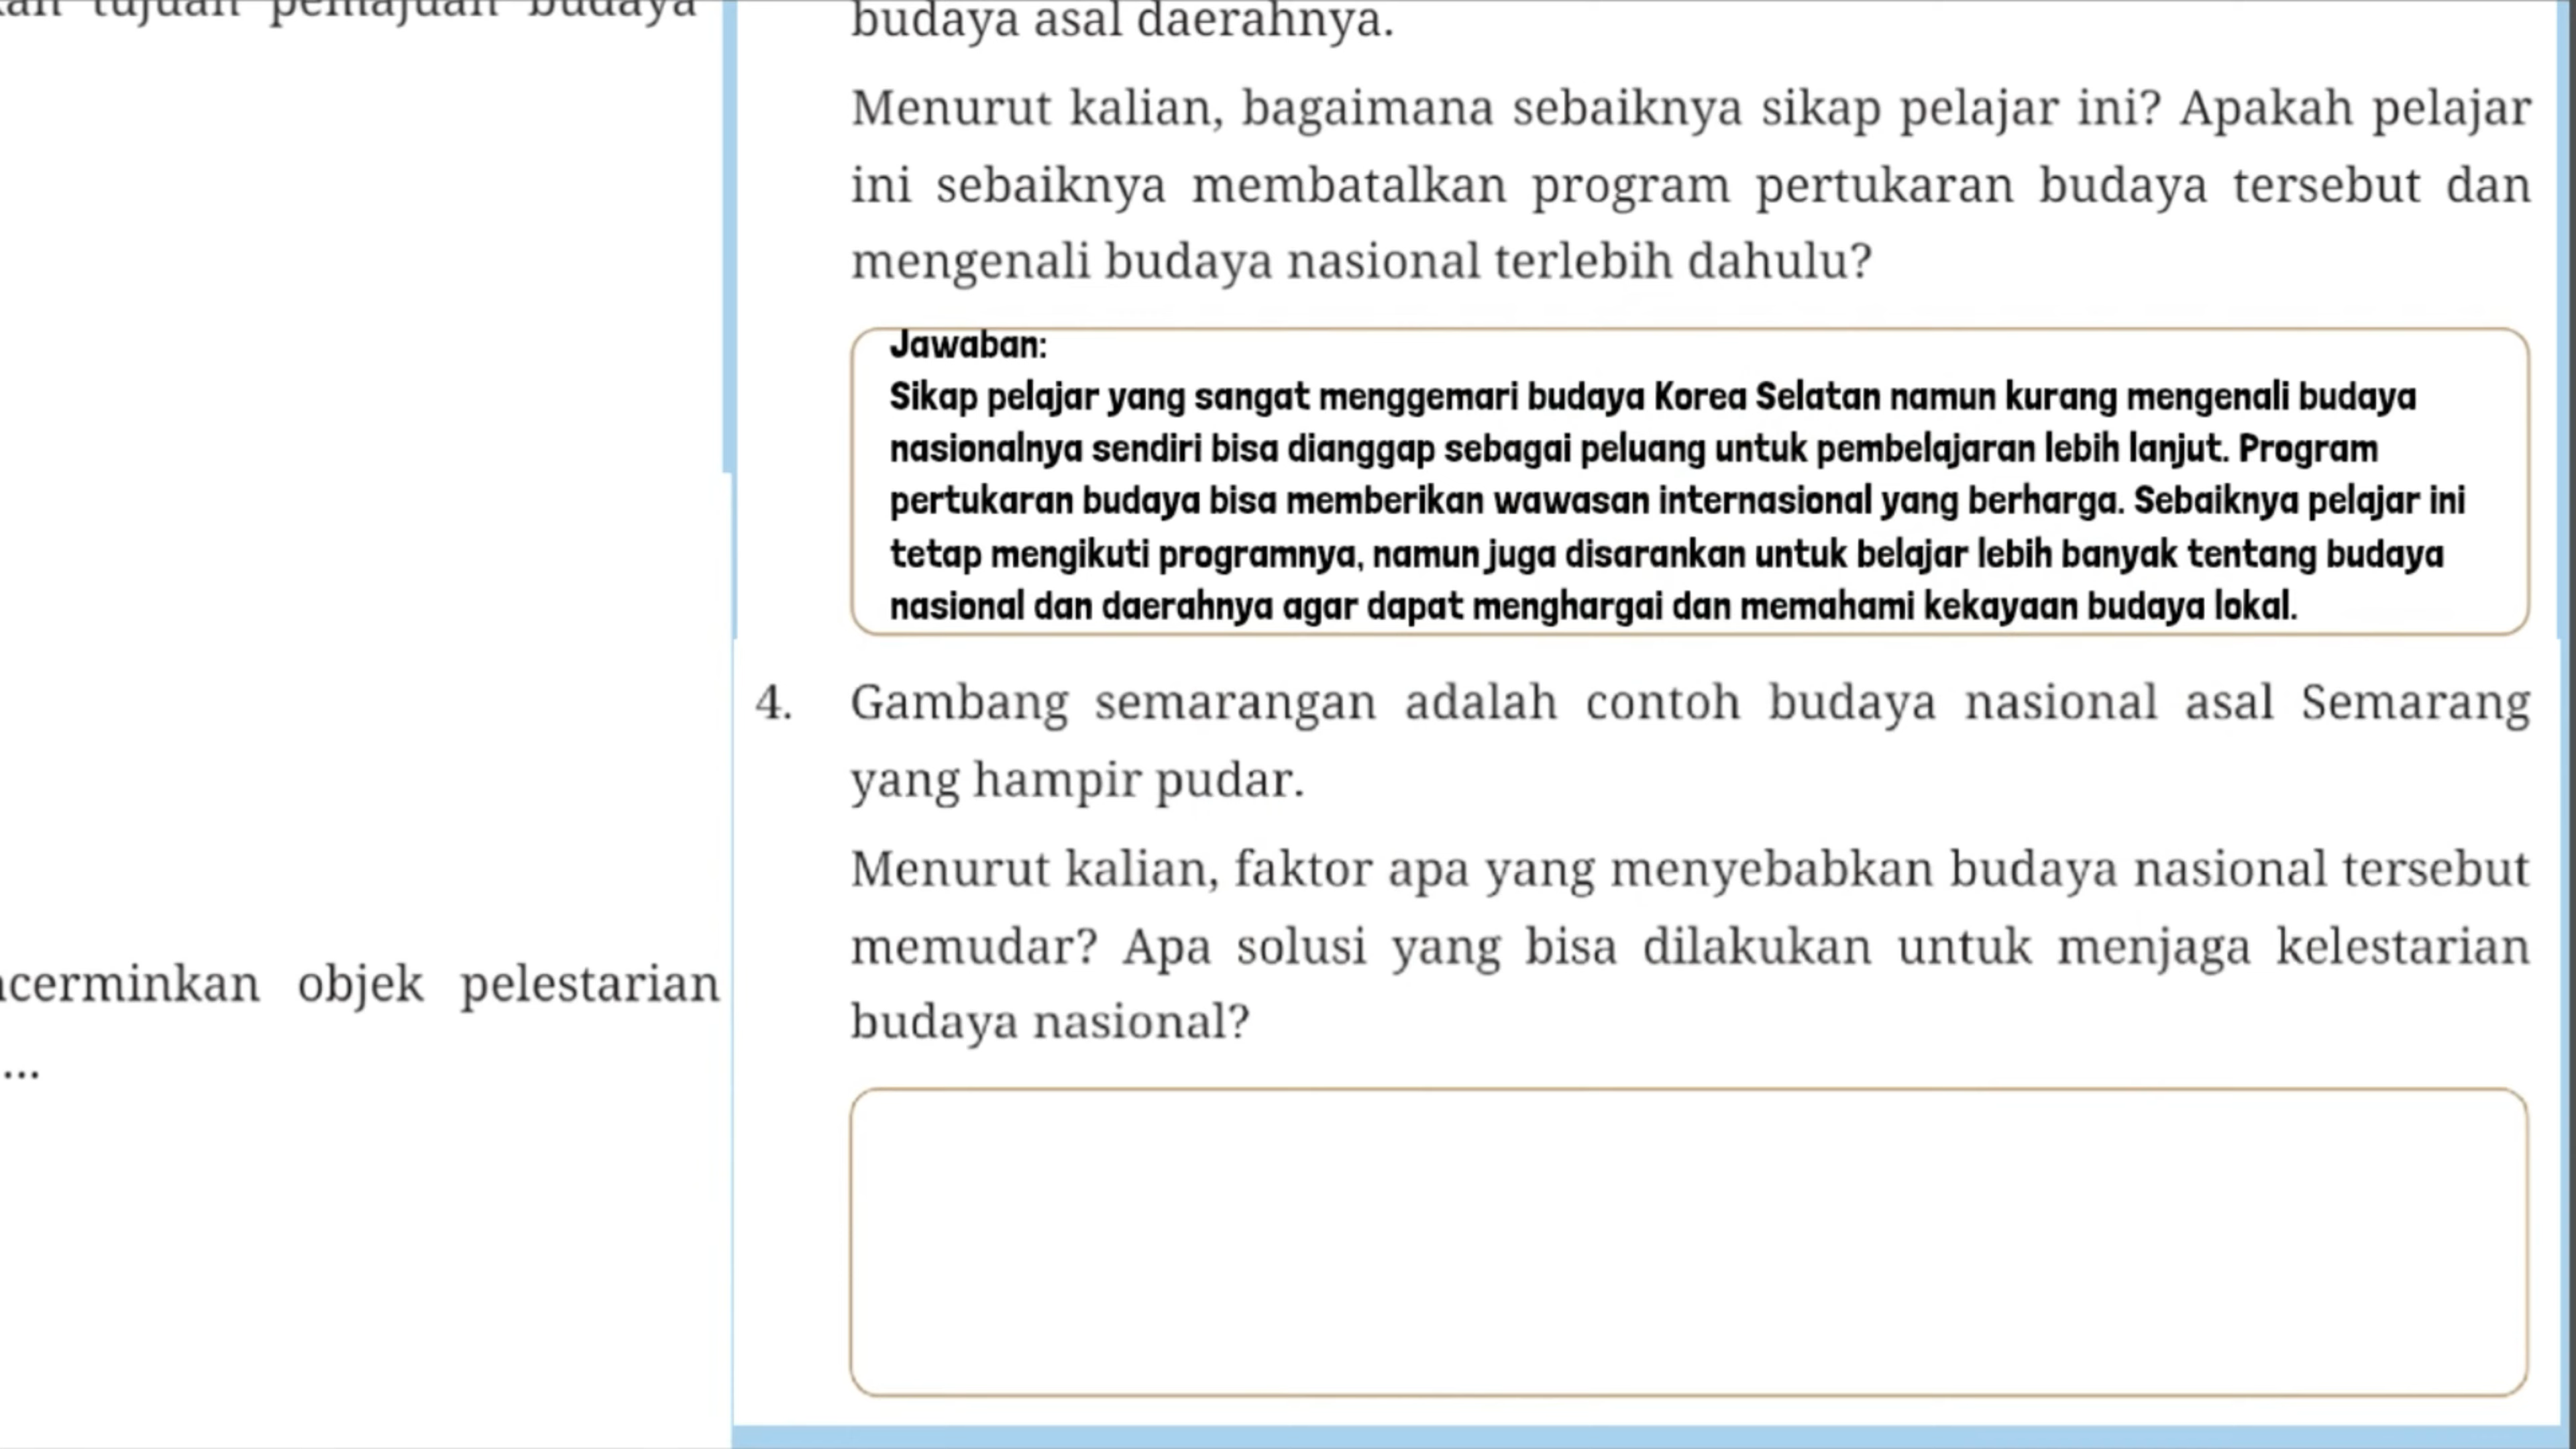 tujuan pemajuan budaya
objek pelestarian
...
budaya asal daerahnya.
Menurut kalian, bagaimana sebaiknya sikap pelajar ini? Apakah pelajar
ini sebaiknya membatalkan program pertukaran budaya tersebut dan
mengenali budaya nasional terlebih dahulu?
Jawaban:
Sikap pelajar yang sangat menggemari budaya Korea Selatan namun kurang mengenali budaya
nasionalnya sendiri bisa dianggap sebagai peluang untuk pembelajaran lebih lanjut. Program
pertukaran budaya bisa memberikan wawasan internasional yang berharga. Sebaiknya pelajar ini
tetap mengikuti programnya, namun juga disarankan untuk belajar lebih banyak tentang budaya
nasional dan daerahnya agar dapat menghargai dan memahami kekayaan budaya lokal.
4. Gambang semarangan adalah contoh budaya nasional asal Semarang
yang hampir pudar.
Menurut kalian, faktor apa yang menyebabkan budaya nasional tersebut
memudar? Apa solusi yang bisa dilakukan untuk menjaga kelestarian
budaya nasional?